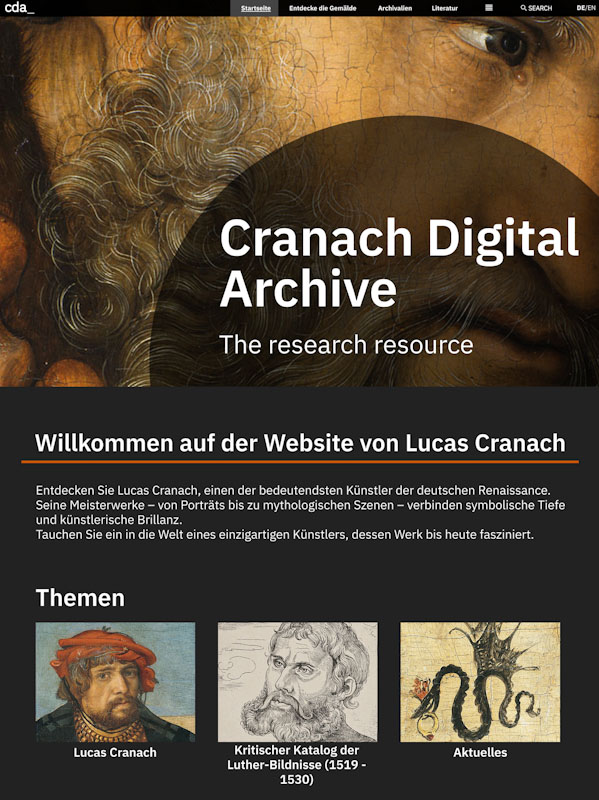 cda_
Startseite
Entdecke die Gemälde
Archivalien
Literatur
SEARCH
DE/EN
Cranach Digital
Archive
The research resource
Willkommen auf der Website von Lucas Cranach
Entdecken Sie Lucas Cranach, einen der bedeutendsten Künstler der deutschen Renaissance.
Seine Meisterwerke – von Porträts bis zu mythologischen Szenen – verbinden symbolische Tiefe
und künstlerische Brillanz.
Tauchen Sie ein in die Welt eines einzigartigen Künstlers, dessen Werk bis heute fasziniert.
Themen
Lucas Cranach
Kritischer Katalog der
Luther-Bildnisse (1519 -
1530)
Aktuelles